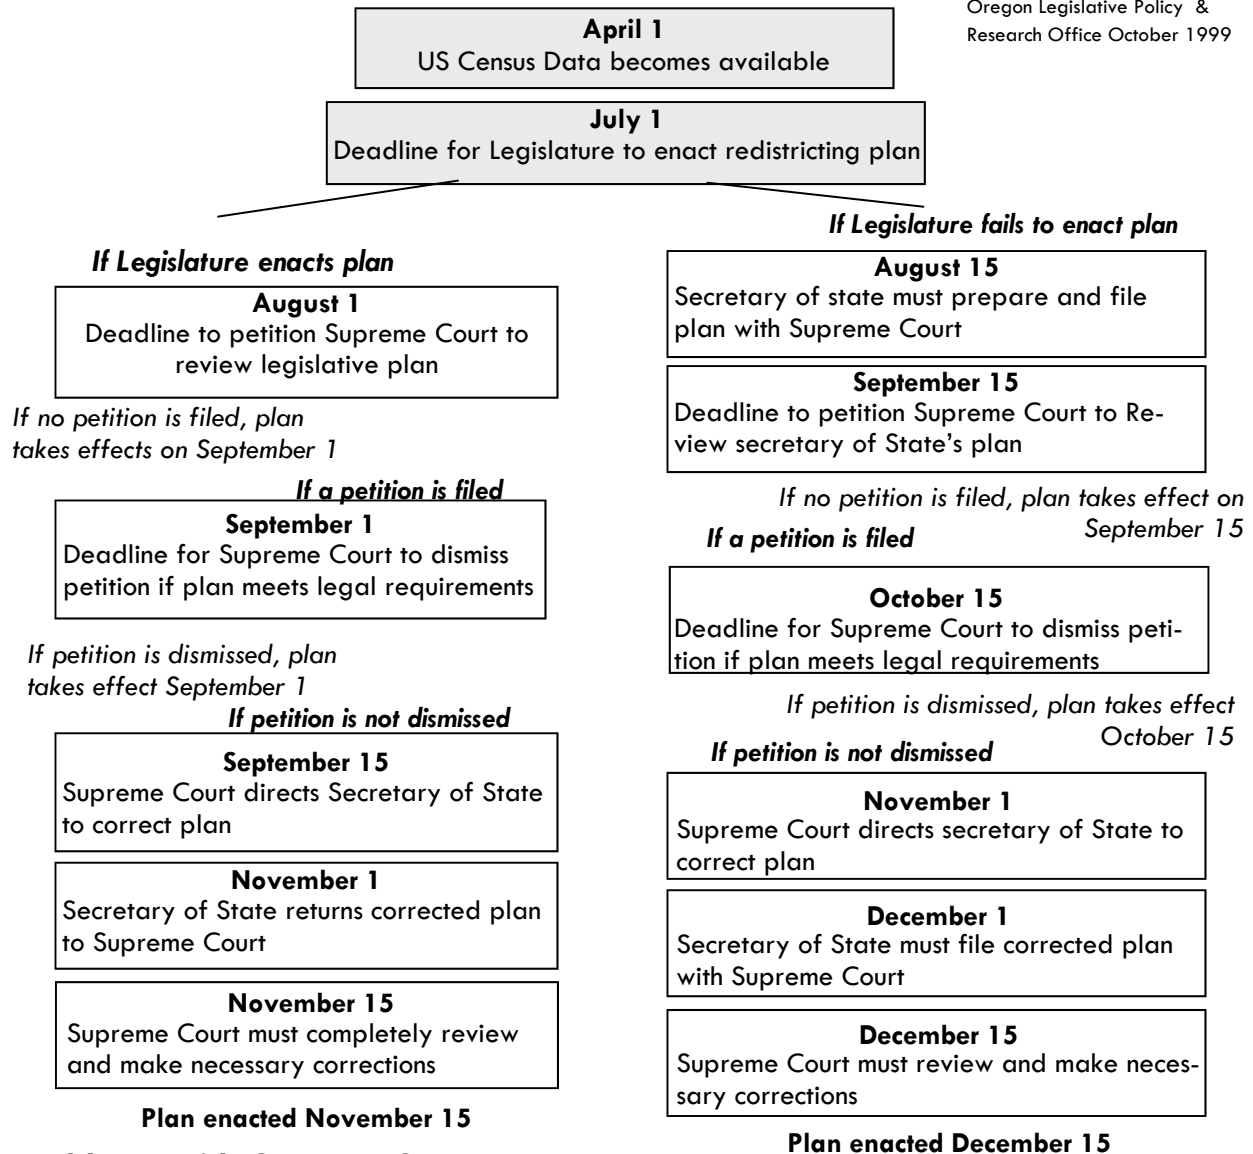 Oregon Legislative Policy &
Research Office October 1999
April 1
US Census Data becomes available
July 1
Deadline for Legislature to enact redistricting plan
If Legislature enacts plan
August 1
Deadline to petition Supreme Court to
review legislative plan
If no petition is filed, plan
takes effects on September 1
If a petition is filed
September 1
Deadline for Supreme Court to dismiss
petition if plan meets legal requirements
If petition is dismissed, plan
takes effect September 1
If petition is not dismissed
September 15
Supreme Court directs Secretary of State
to correct plan
November 1
Secretary of State returns corrected plan
to Supreme Court
November 15
Supreme Court must completely review
and make necessary corrections
Plan enacted November 15
If Legislature fails to enact plan
August 15
Secretary of state must prepare and file
plan with Supreme Court
September 15
Deadline to petition Supreme Court to Re-
view secretary of State's plan
If no petition is filed, plan takes effect on
September 15
If a petition is filed
October 15
Deadline for Supreme Court to dismiss peti-
tion if plan meets legal requirements
If petition is dismissed, plan takes effect
October 15
If petition is not dismissed
November 1
Supreme Court directs secretary of State to
correct plan
December 1
Secretary of State must file corrected plan
with Supreme Court
December 15
Supreme Court must review and make neces-
sary corrections
Plan enacted December 15